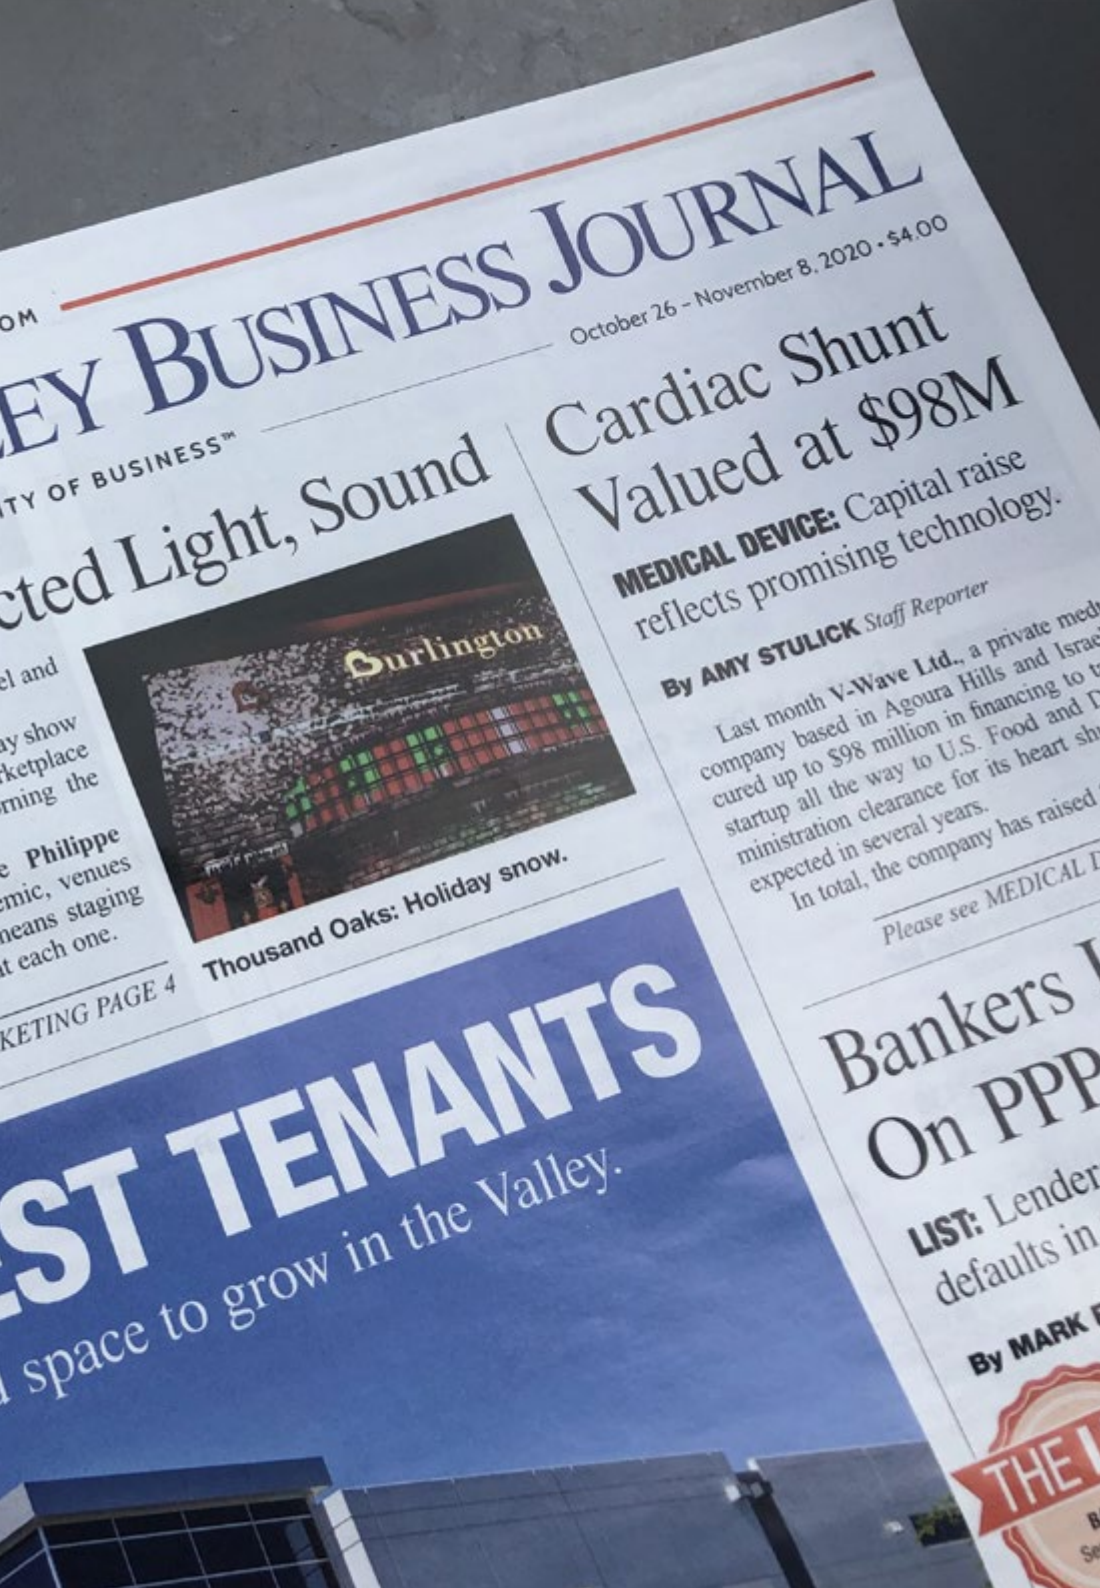 OM
EY BUSINESS JOURNAL
TY OF BUSINESS™
October 26 – November 8, 2020 • $4.00
cted Light, Sound
el and
ay show
rketplace
rning the
e Philippe
emic, venues
means staging
at each one.
KETING PAGE 4
Burlington
Thousand Oaks: Holiday snow.
Cardiac Shunt
Valued at $98M
MEDICAL DEVICE: Capital raise
reflects promising technology.
By AMY STULICK Staff Reporter
Last month V-Wave Ltd., a private med
company based in Agoura Hills and Israe
cured up to $98 million in financing to t
startup all the way to U.S. Food and D
ministration clearance for its heart sh
expected in several years.
In total, the company has raised
Please see MEDICAL D
EST TENANTS
space to grow in the Valley.
Bankers
On PPP
LIST: Lender
defaults in
By MARK
THE